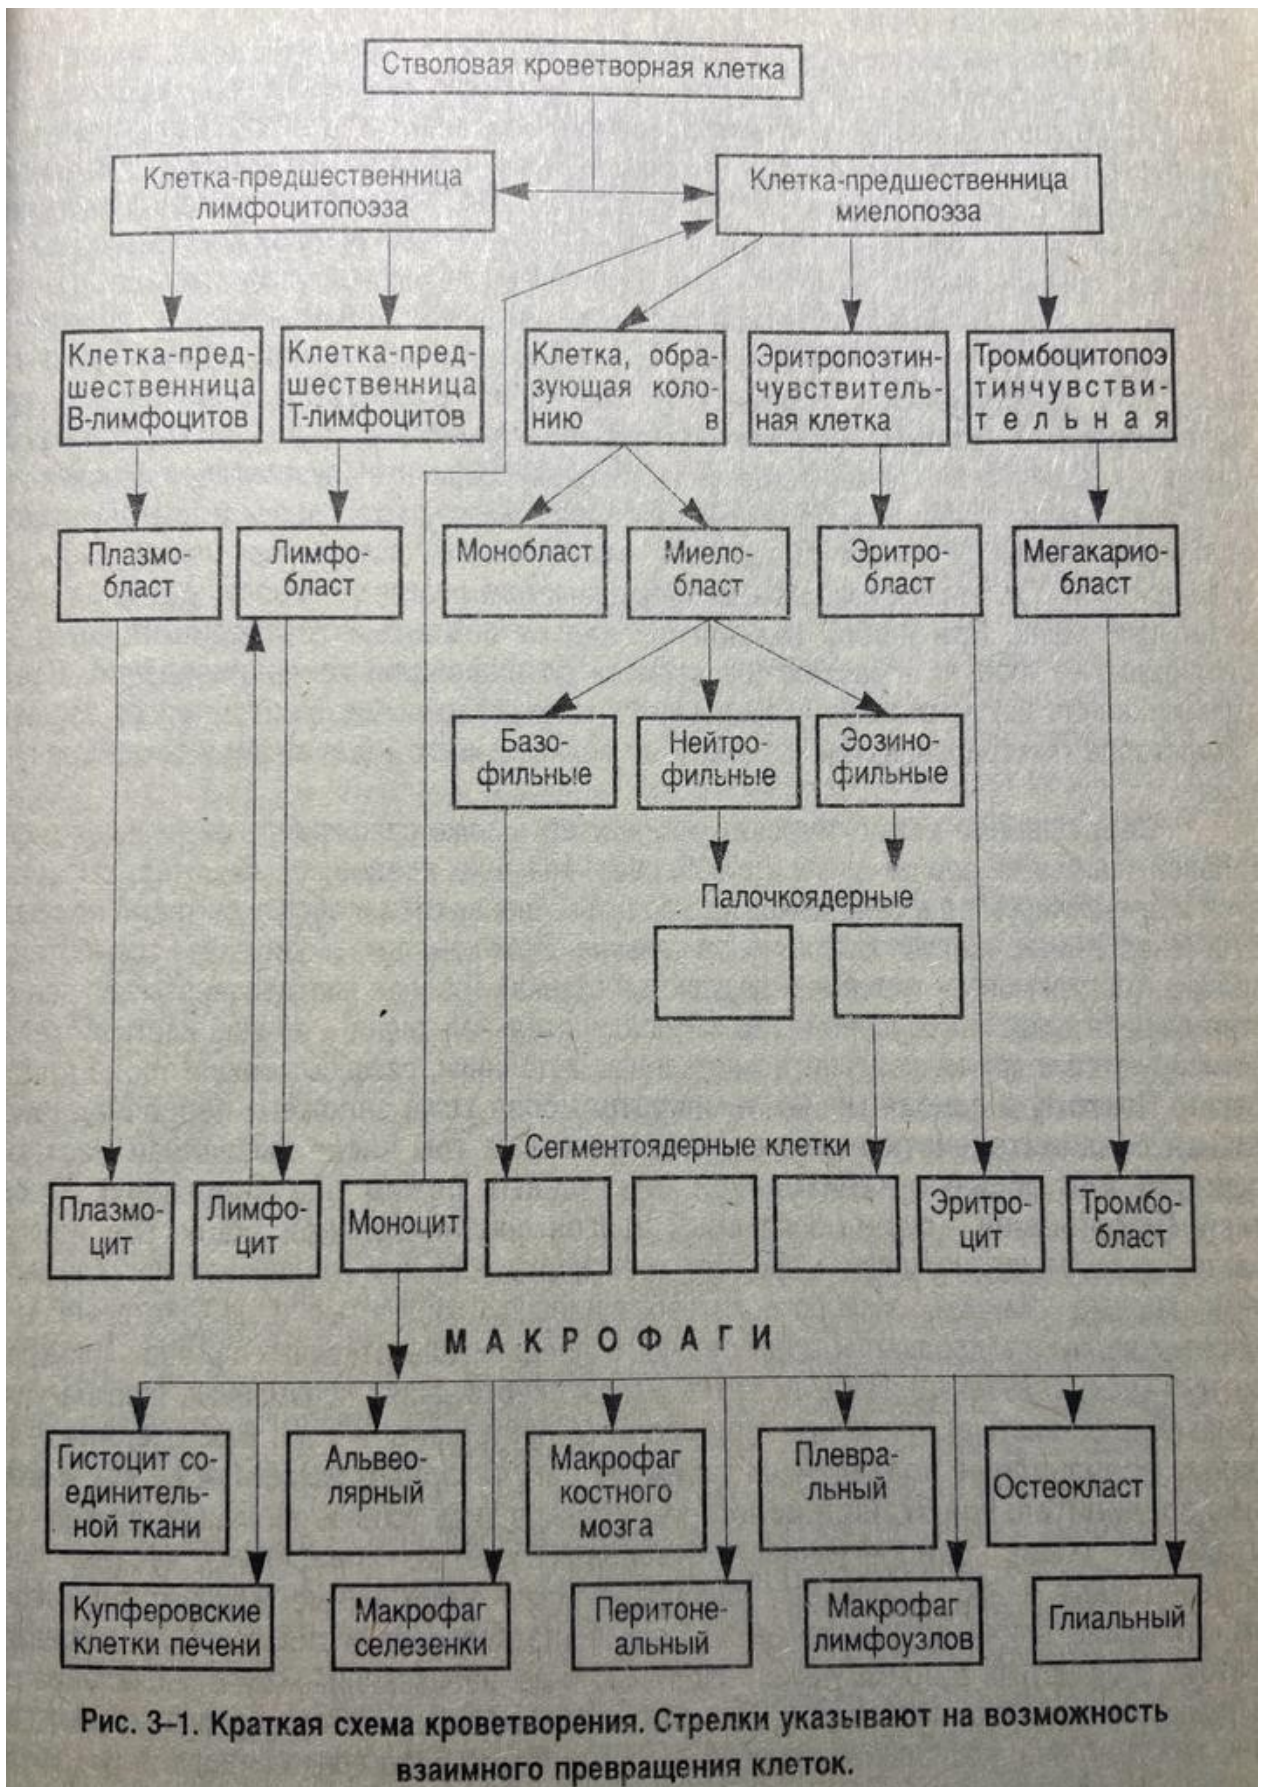 Стволовая кроветворная клетка
Клетка-предшественница
лимфоцитопоэза
Клетка-предшественница
миелопоэза
Клетка-пред-
шественница
В-лимфоцитов
Клетка-пред-
шественница
Т-лимфоцитов
Клетка, обра-
зующая коло-
нию в
Эритропоэтин-
чувствитель-
ная клетка
Тромбоцитопоэ
тинчувстви-
тельная
Плазмо-
бласт
Лимфо-
бласт
Монобласт
Миело-
бласт
Эритро-
бласт
Мегакарио-
бласт
Базо-
фильные
Нейтро-
фильные
Эозино-
фильные
Палочкоядерные
Сегментоядерные клетки
Плазмо-
цит
Лимфо-
цит
Моноцит
Эритро-
цит
Тромбо-
бласт
МАКРОФАГИ
Гистоцит со-
единитель-
ной ткани
Альвео-
лярный
Макрофаг
костного
мозга
Плевра-
льный
Остеокласт
Купферовские
клетки печени
Макрофаг
селезенки
Перитоне-
альный
Макрофаг
лимфоузлов
Глиальный
Рис. 3–1. Краткая схема кроветворения. Стрелки указывают на возможность
взаимного превращения клеток.